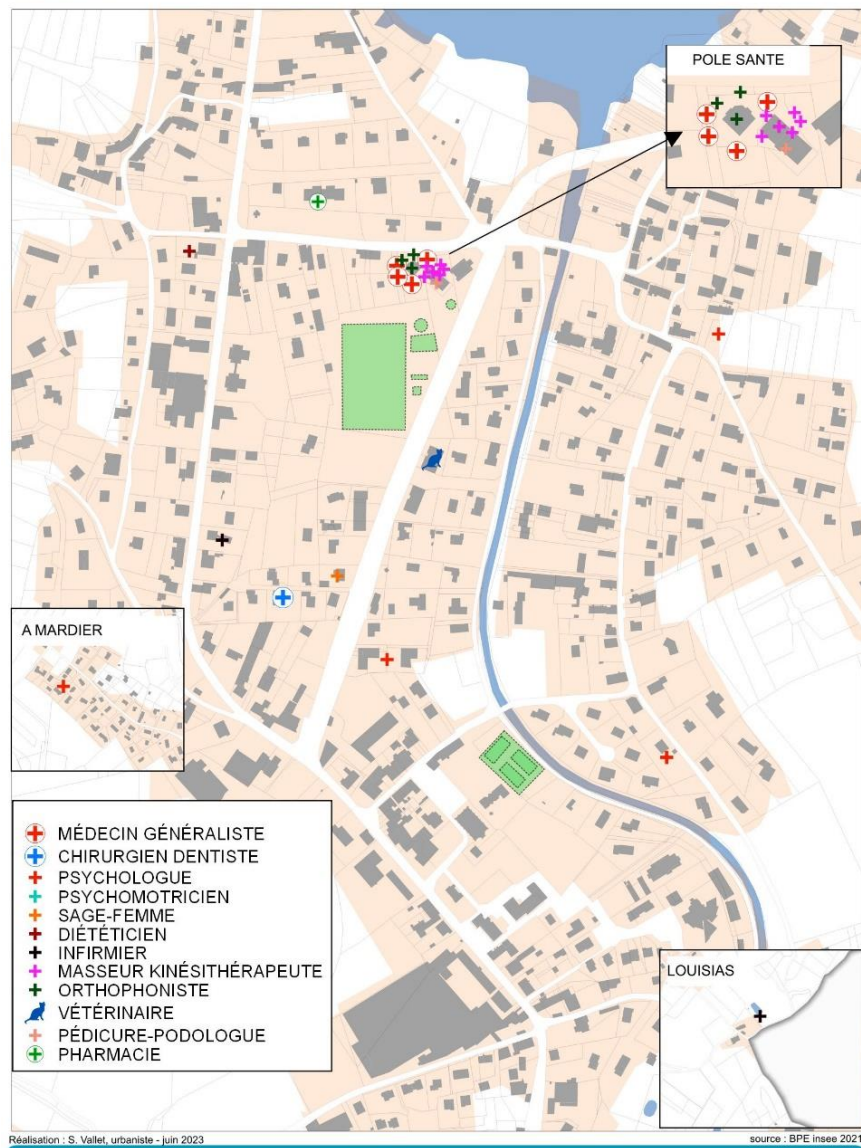 POLE SANTE
A MARDIER
MÉDECIN GÉNÉRALISTE
CHIRURGIEN DENTISTE
PSYCHOLOGUE
PSYCHOMOTRICIEN
SAGE-FEMME
DIÉTÉTICIEN
INFIRMIER
MASSEUR KINÉSITHÉRAPEUTE
ORTHOPHONISTE
VÉTÉRINAIRE
PÉDICURE-PODOLOGUE
PHARMACIE
LOUISIAS
Réalisation : S. Vallet, urbaniste - juin 2023
source : BPE insee 2021